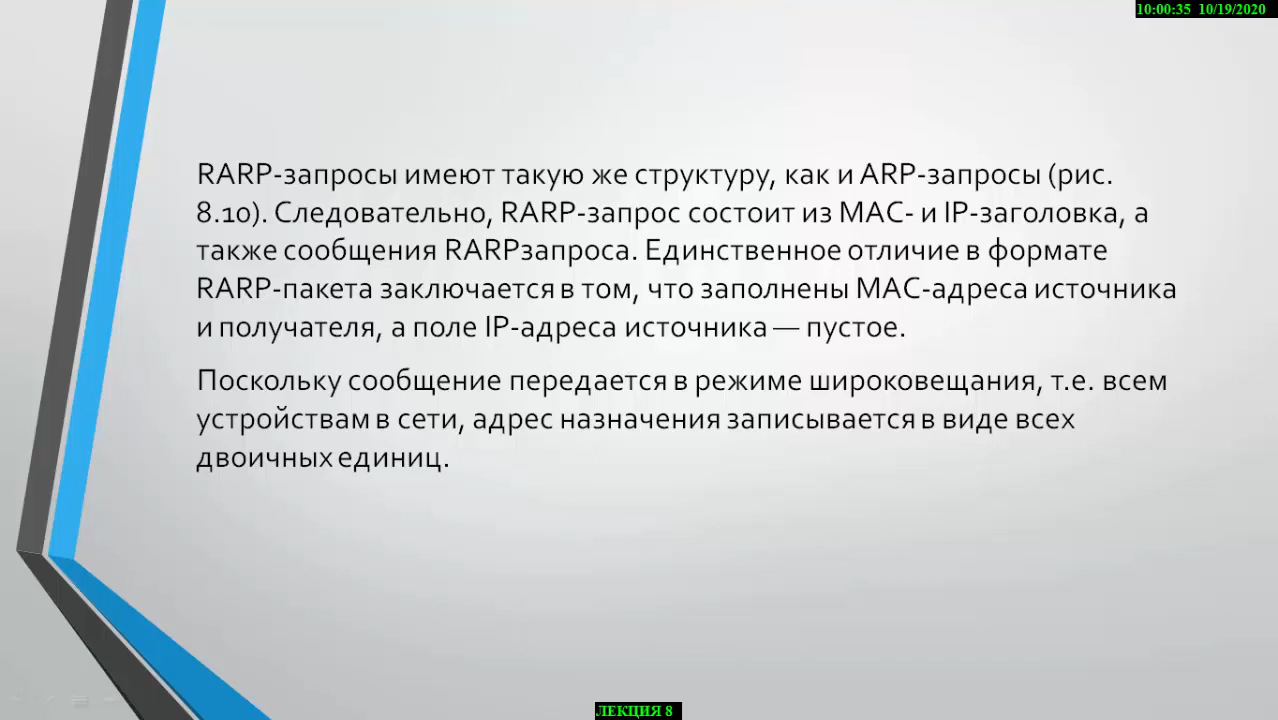 10:00:35 10/19/2020
RARP-запросы имеют такую же структуру, как и ARP-запросы (рис.
8.10). Следовательно, RARP-запрос состоит из MAC- и IP-заголовка, а
также сообщения RARPзапроса. Единственное отличие в формате
RARP-пакета заключается в том, что заполнены MAC-адреса источника
и получателя, а поле IP-адреса источника — пустое.
Поскольку сообщение передается в режиме широковещания, т.е. всем
устройствам в сети, адрес назначения записывается в виде всех
двоичных единиц.
ЛЕКЦИЯ 8